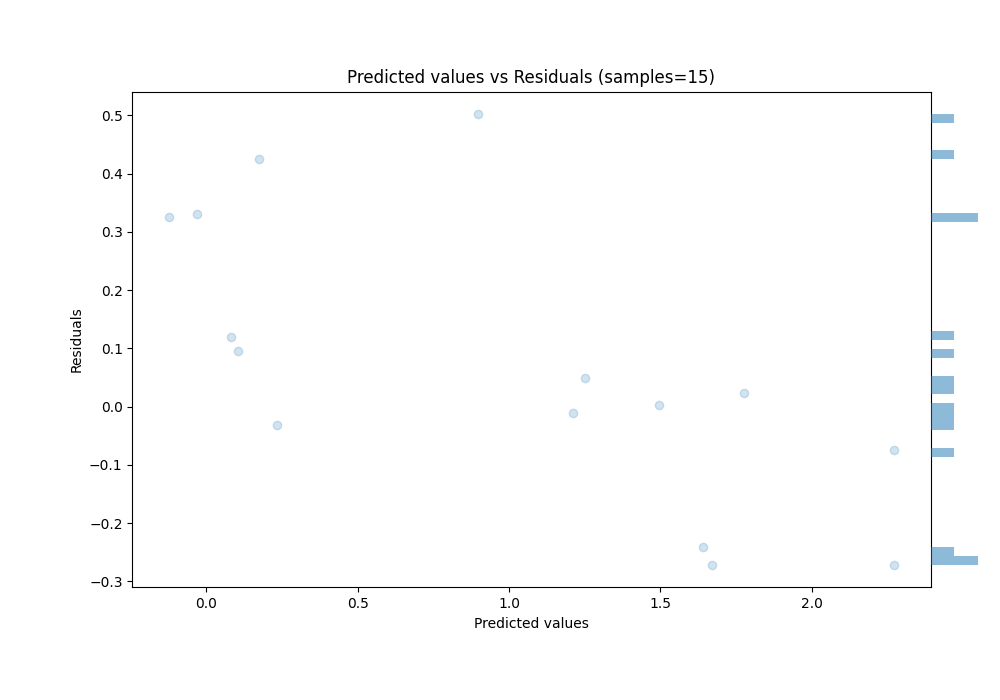 Predicted values vs Residuals (samples=15)
0.5
0.4
0.3
0.2
0.1
0.0
−0.1
−0.2
−0.3
Residuals
0.0 0.5 1.0 1.5 2.0
Predicted values